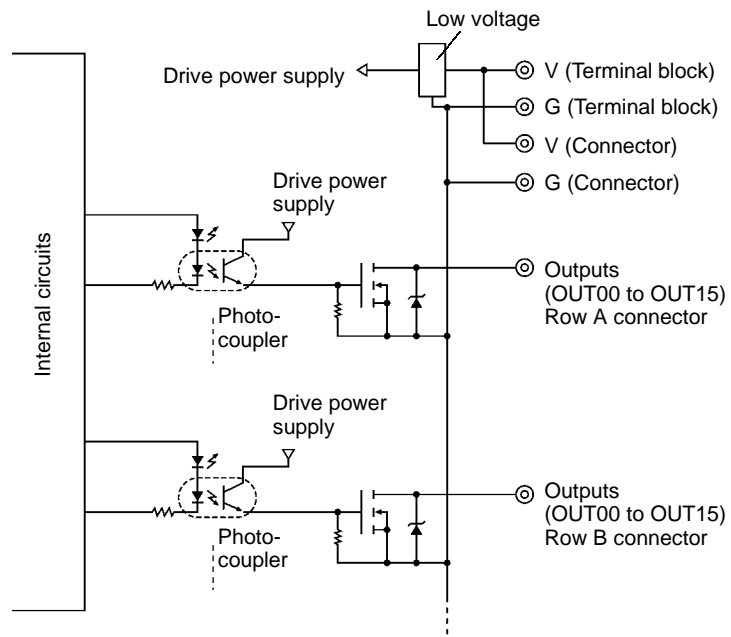 Low voltage
Drive power supply
V (Terminal block)
G (Terminal block)
V (Connector)
G (Connector)
Drive power
supply
Internal circuits
Photo-
coupler
Outputs
(OUT00 to OUT15)
Row A connector
Drive power
supply
Photo-
coupler
Outputs
(OUT00 to OUT15)
Row B connector